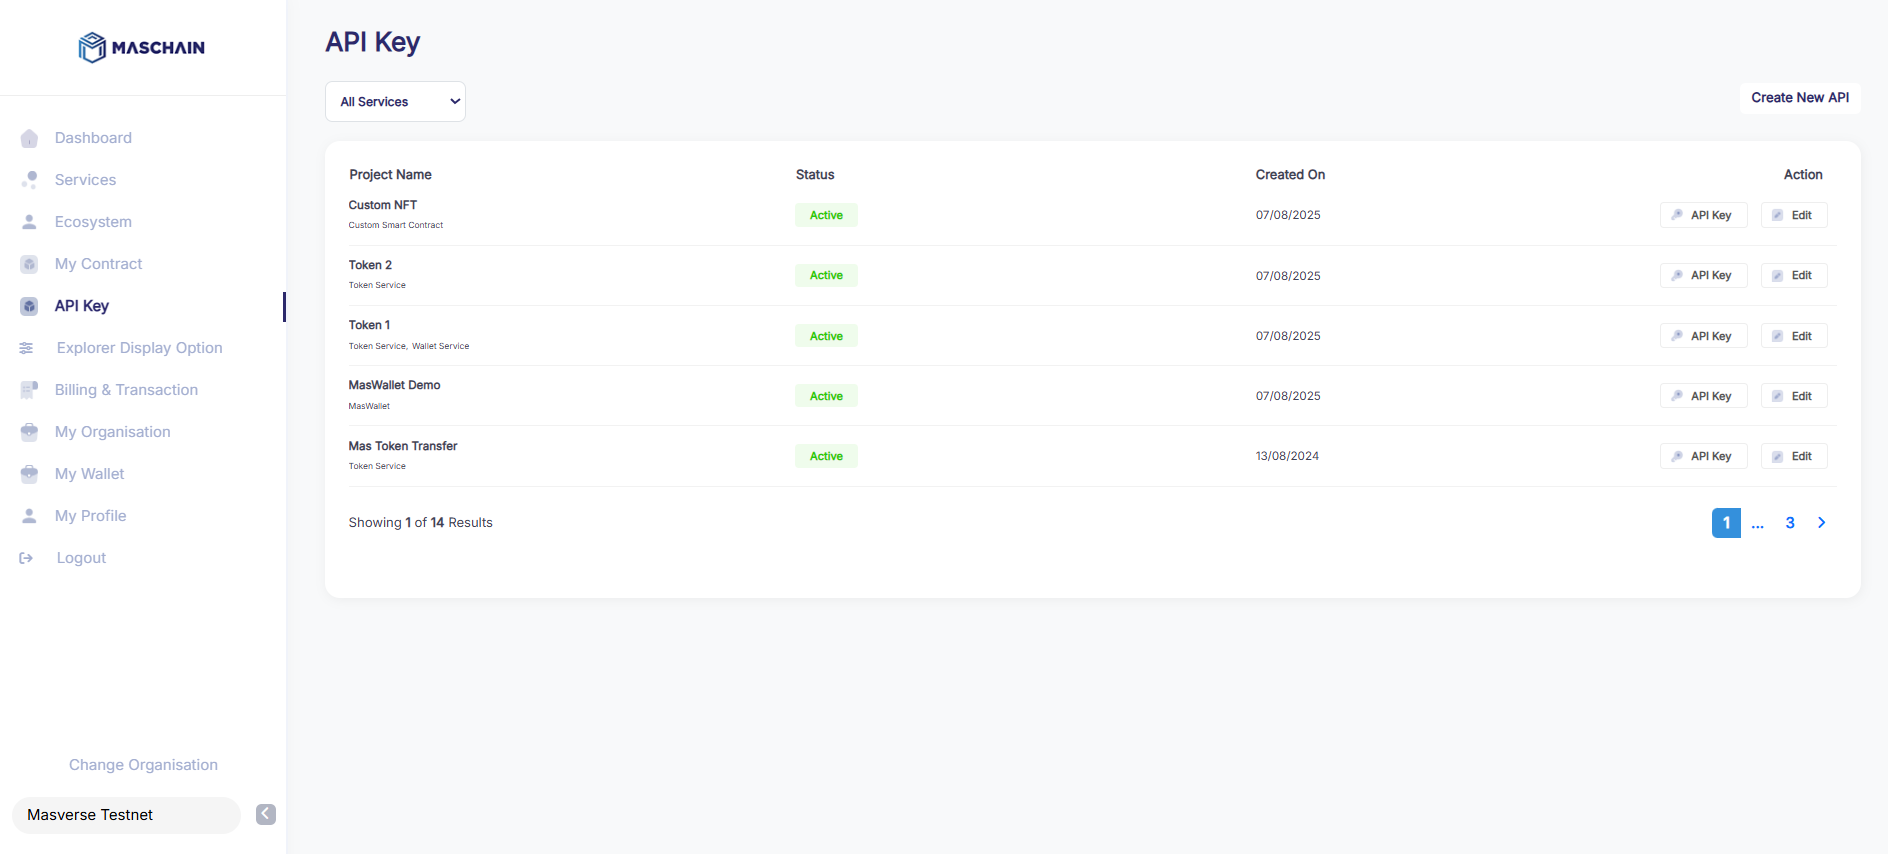 MASCHAIN
Dashboard
Services
Ecosystem
My Contract
API Key
Explorer Display Option
Billing & Transaction
My Organisation
My Wallet
My Profile
Logout
Change Organisation
Masverse Testnet
API Key
All Services
Create New API
Project Name Status Created On Action
Custom NFT
Custom Smart Contract
Active 07/08/2025 API Key Edit
Token 2
Token Service
Active 07/08/2025 API Key Edit
Token 1
Token Service, Wallet Service
Active 07/08/2025 API Key Edit
MasWallet Demo
MasWallet
Active 07/08/2025 API Key Edit
Mas Token Transfer
Token Service
Active 13/08/2024 API Key Edit
Showing 1 of 14 Results
1 ... 3